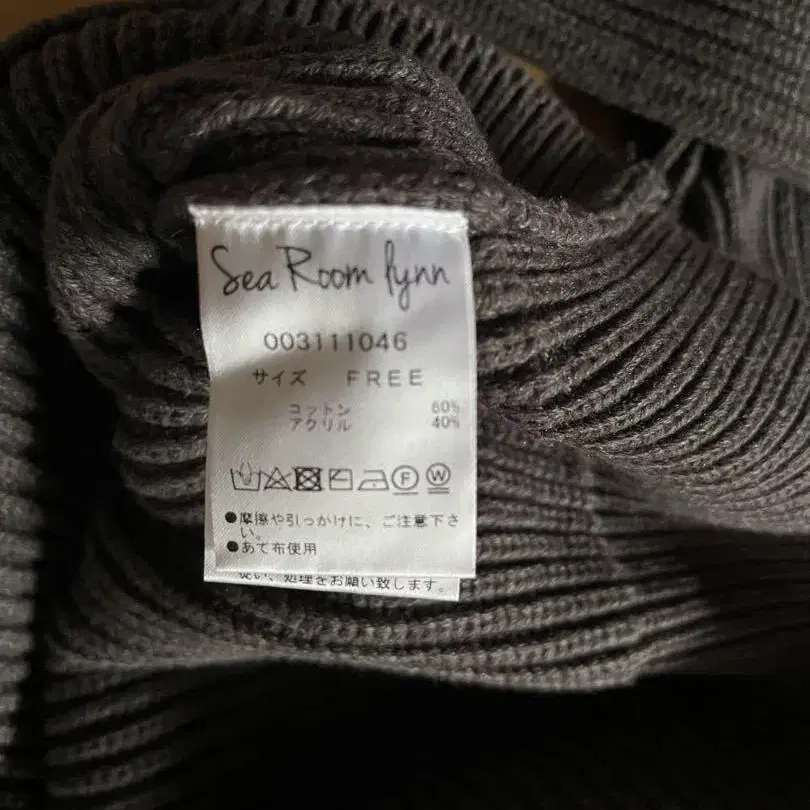 Sea Room lynn
003111046
サイズ FREE
コットン 60%
アクリル 40%
F W
●摩擦や引っかけに、ご注意下さ
い。
●あて布使用
従い、処理をお願い致します。